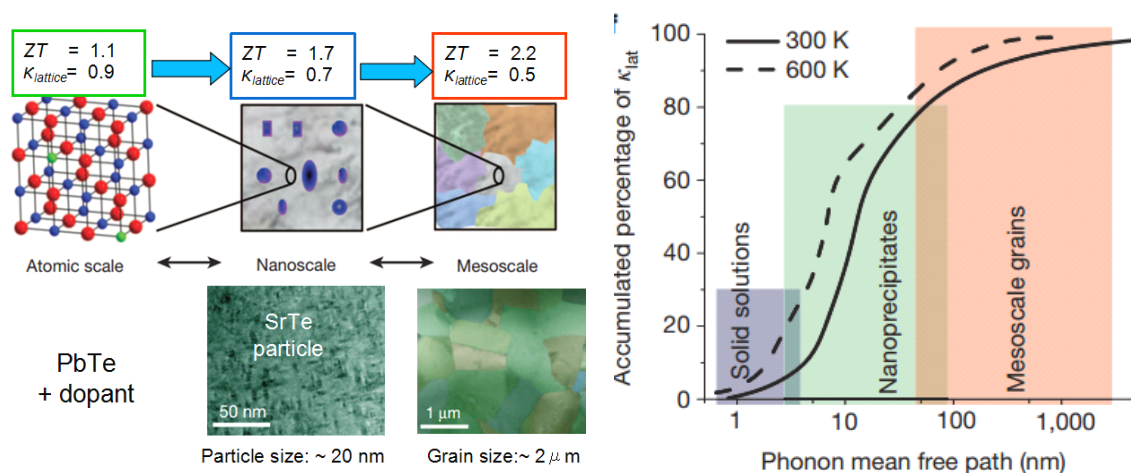 ZT = 1.1
κlattice= 0.9
ZT = 1.7
κlattice= 0.7
ZT = 2.2
κlattice= 0.5
Atomic scale
Nanoscale
Mesoscale
PbTe
+ dopant
SrTe
particle
50 nm
1 μm
Particle size: ~ 20 nm
Grain size:~ 2μm
300 K
600 K
Accumulated percentage of κlat
100
80
60
40
20
0
Solid solutions
Nanoprecipitates
Mesoscale grains
1
10
100
1,000
Phonon mean free path (nm)